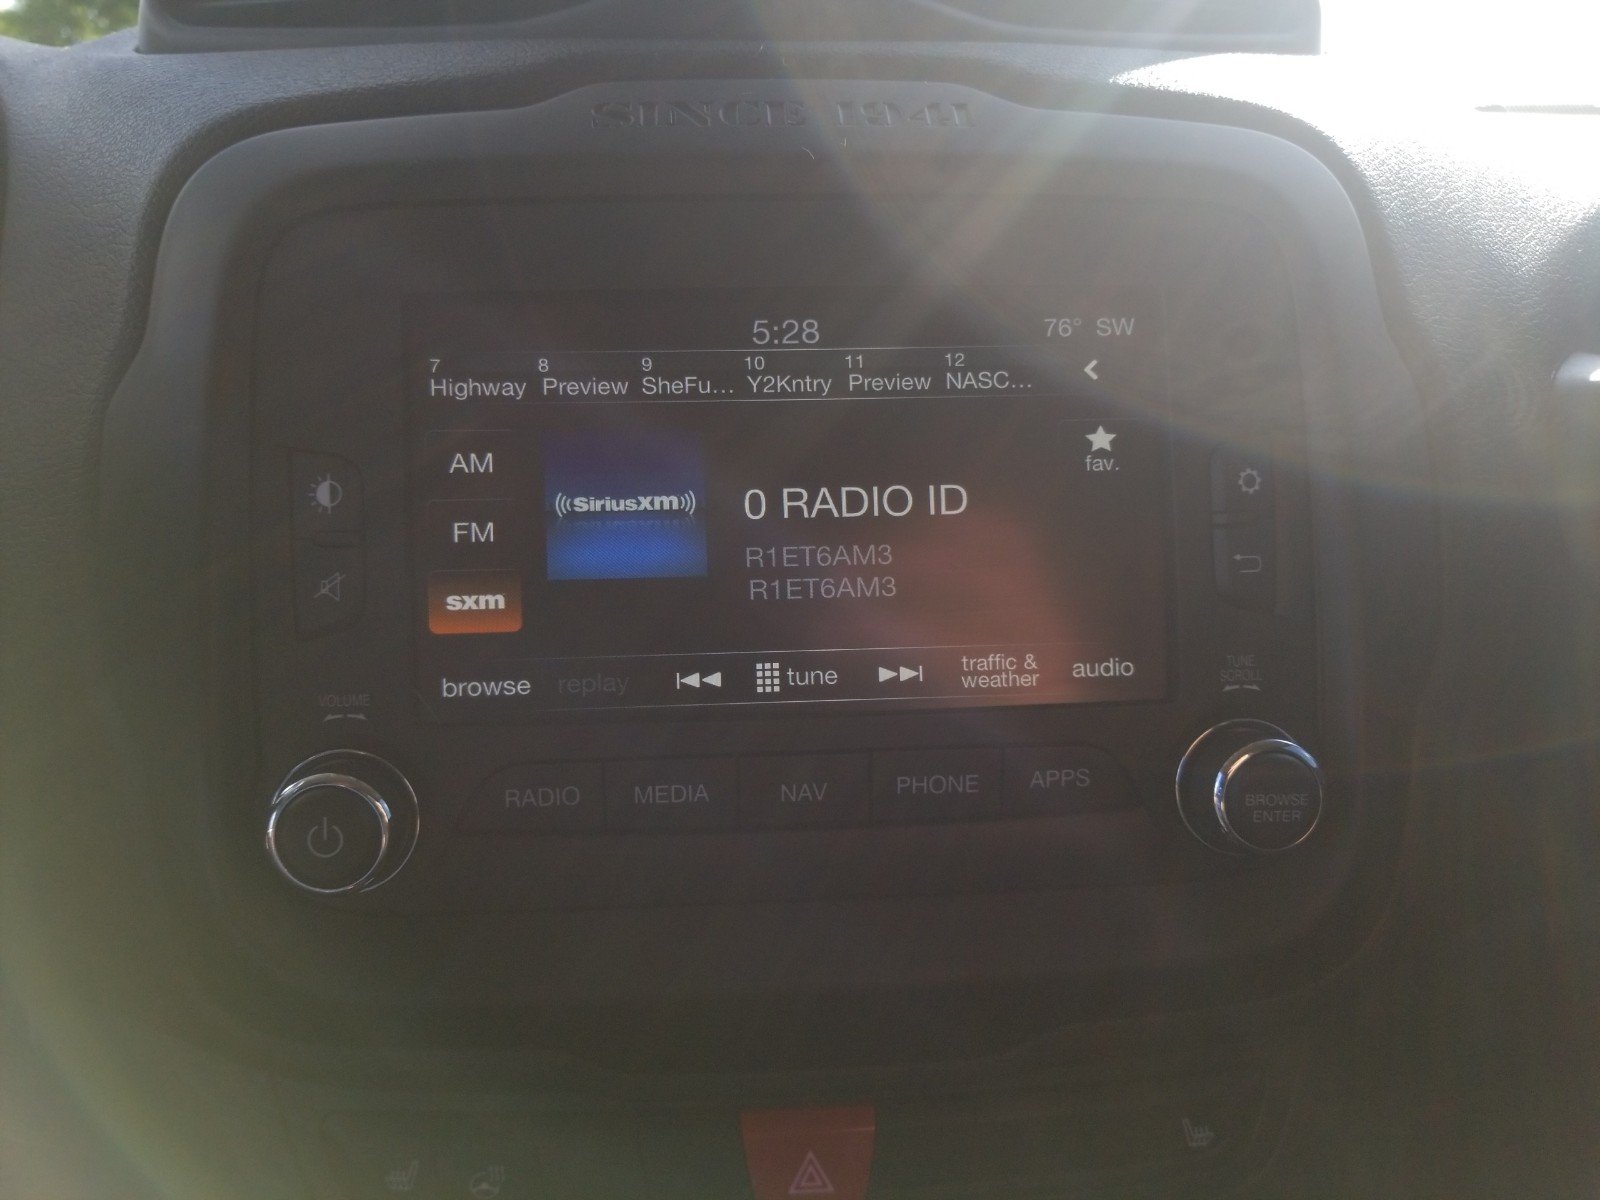 SINCE 1941
5:28
76° SW
7 8 9 10 11 12
Highway Preview SheFu... Y2Kntry Preview NASC...
AM
fav.
((SiriusXM))
0 RADIO ID
FM
R1ET6AM3
R1ET6AM3
sxm
browse replay tune traffic &
weather audio
VOLUME
TUNE
SCROLL
RADIO MEDIA NAV PHONE APPS
BROWSE
ENTER